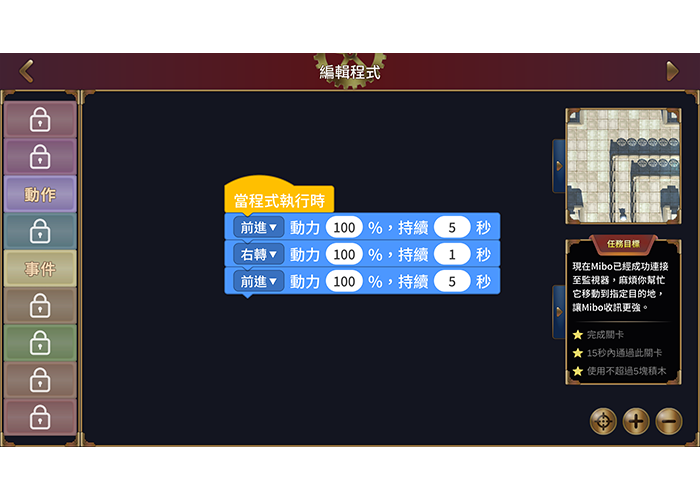 編輯程式
動作
事件
當程式執行時
前進▼ 動力 100 %，持續 5 秒
右轉▼ 動力 100 %，持續 1 秒
前進▼ 動力 100 %，持續 5 秒
任務目標
現在Mibo已經成功連接
至監視器，麻煩你幫忙
它移動到指定目的地，
讓Mibo收訊更強。
完成關卡
15秒內通過此關卡
使用不超過5塊積木